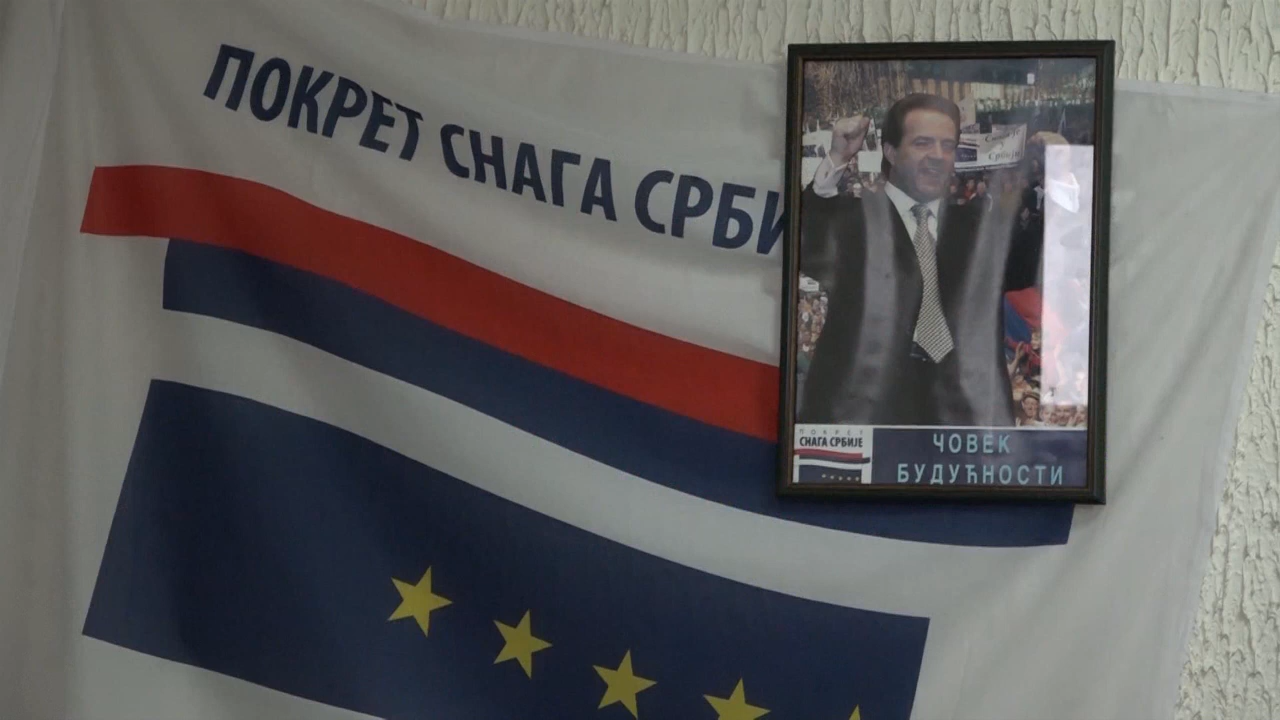 ПОКРЕТ СНАГА СРБИ
ПОКРЕТ
СНАГА СРБИЈЕ
ЧОВЕК
БУДУЋНОСТИ